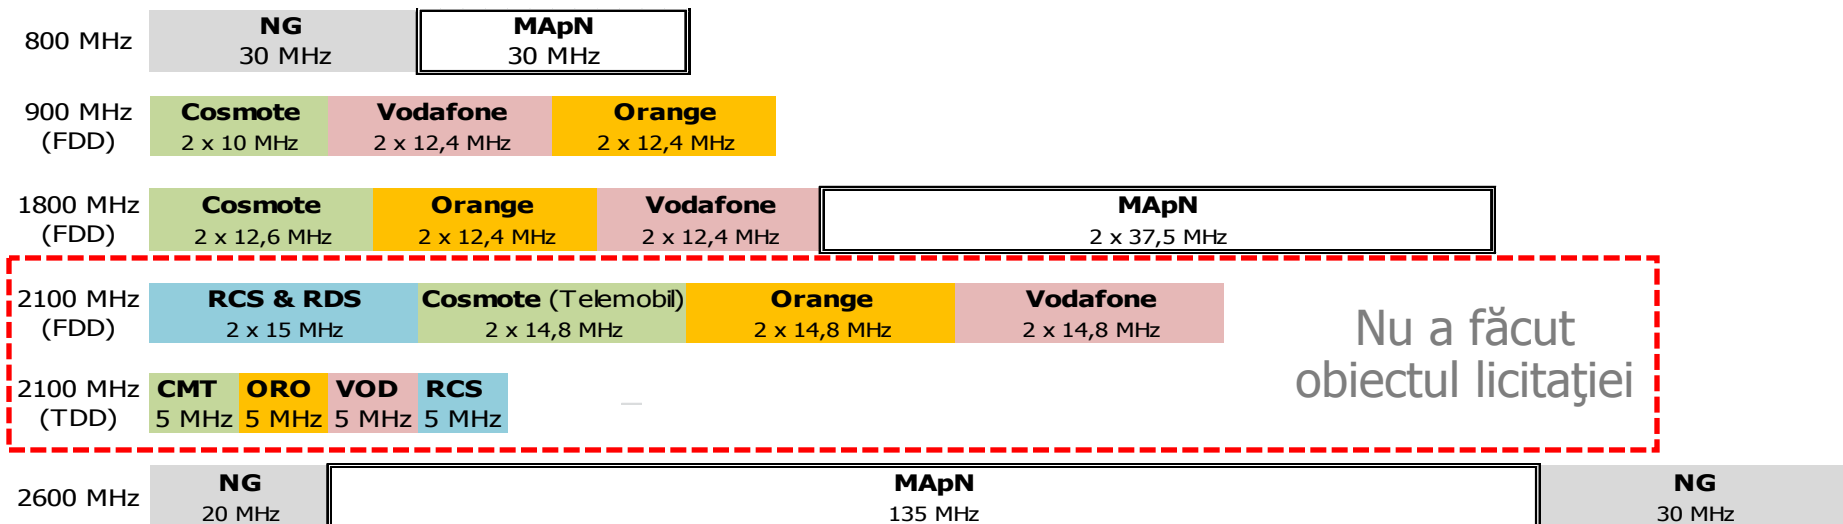 800 MHz
NG MApN
30 MHz 30 MHz
900 MHz (FDD)
Cosmote Vodafone Orange
2 x 10 MHz 2 x 12,4 MHz 2 x 12,4 MHz
1800 MHz (FDD)
Cosmote Orange Vodafone MApN
2 x 12,6 MHz 2 x 12,4 MHz 2 x 12,4 MHz 2 x 37,5 MHz
2100 MHz (FDD)
RCS & RDS Cosmote (Telemobil) Orange Vodafone
2 x 15 MHz 2 x 14,8 MHz 2 x 14,8 MHz 2 x 14,8 MHz
Nu a făcut
obiectul licitaţiei
2100 MHz (TDD)
CMT ORO VOD RCS
5 MHz 5 MHz 5 MHz 5 MHz
2600 MHz
NG MApN NG
20 MHz 135 MHz 30 MHz